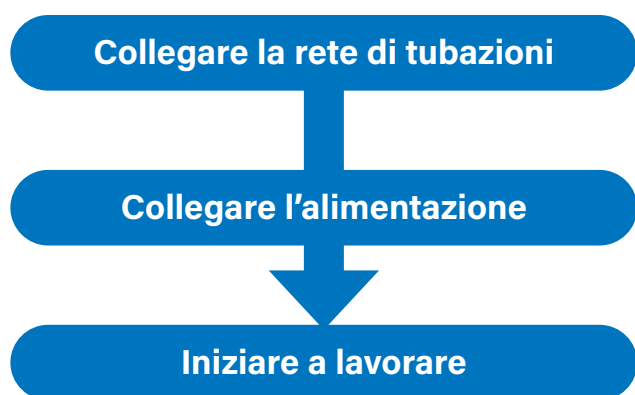 Collegare la rete di tubazioni
Collegare l’alimentazione
Iniziare a lavorare